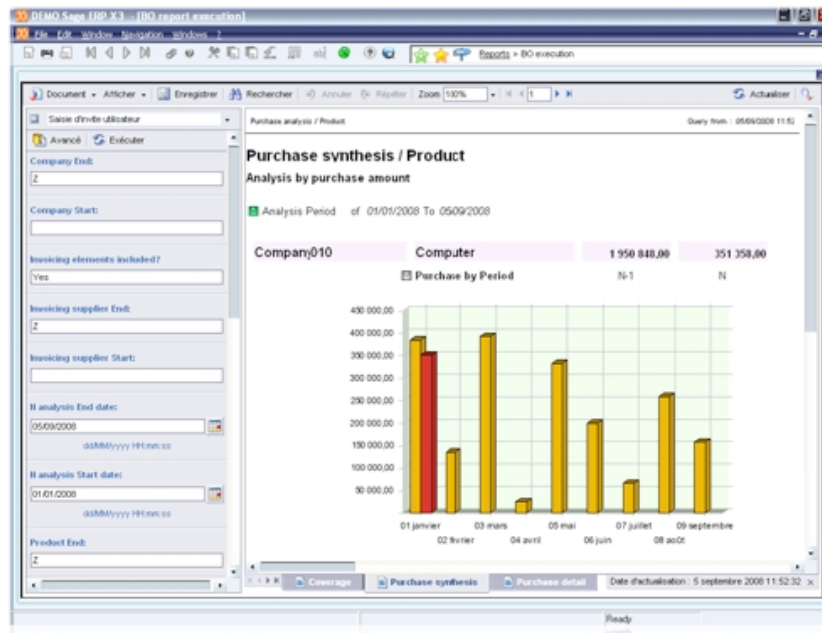 DEMO Sage ERP X3 - [BO report execution]
File Edit Window Navigation Windows ?
Reports > BO execution
Document Afficher Enregistrer Rechercher Annuler Répéter Zoom 100% 1 Actualiser
Saisie d'invite utilisateur
Avancé Exécuter
Company End:
Z
Company Start:
Invoicing elements included?
Yes
Invoicing supplier End:
Z
Invoicing supplier Start:
II analysis End date:
05/09/2008
dd/MM/yyyy HH:mm:ss
II analysis Start date:
01/01/2008
dd/MM/yyyy HH:mm:ss
Product End:
Z
Purchase analysis / Product
Query from : 05/09/2008 11:52
Purchase synthesis / Product
Analysis by purchase amount
Analysis Period of 01/01/2008 To 05/09/2008
Company010 Computer 1 950 848,00 351 358,00
Purchase by Period N-1 N
450 000,00
400 000,00
350 000,00
300 000,00
250 000,00
200 000,00
150 000,00
100 000,00
50 000,00
01 janvier 03 mars 05 mai 07 juillet 09 septembre
02 février 04 avril 06 juin 08 août
Coverage Purchase synthesis Purchase detail Date d'actualisation : 5 septembre 2008 11:52:32
Ready